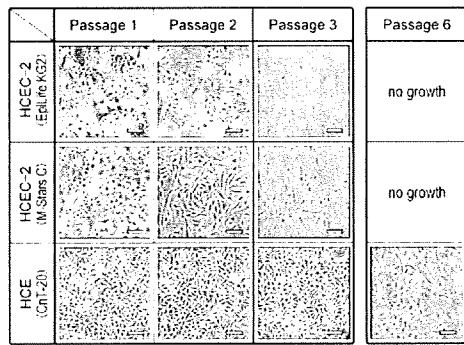 Passage 1 Passage 2 Passage 3 Passage 6
HCEC-2
(EpiLife KG2)
no growth
HCEC-2
(M-Stars C)
no growth
HCE
(CnT-20)